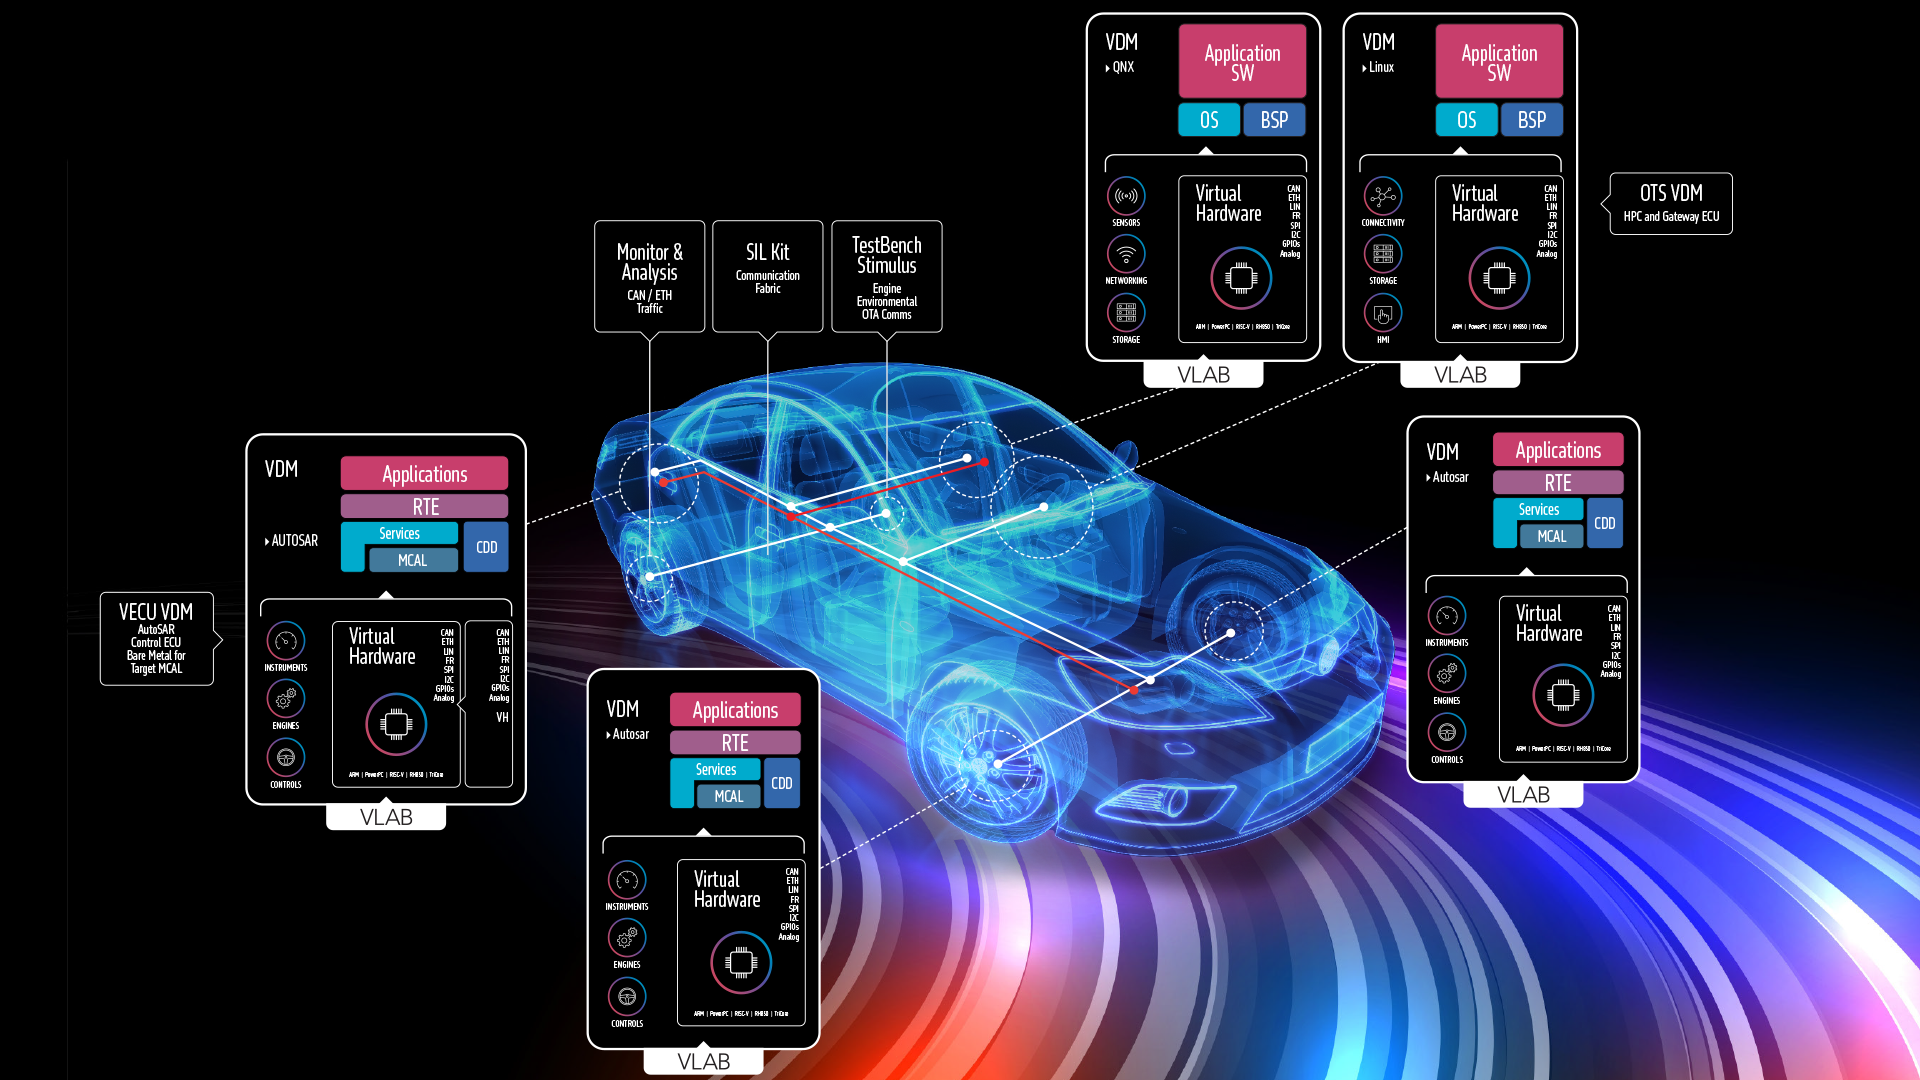 VDM
QNX
Application
SW
OS
BSP
SENSORS
NETWORKING
STORAGE
Virtual
Hardware
CAN
ETH
LIN
FR
SPI
I2C
GPIOs
Analog
ARM | PowerPC | RISC-V | RH850 | TriCore
VLAB
VDM
Linux
Application
SW
OS
BSP
CONNECTIVITY
STORAGE
HMI
Virtual
Hardware
CAN
ETH
LIN
FR
SPI
I2C
GPIOs
Analog
ARM | PowerPC | RISC-V | RH850 | TriCore
VLAB
OTS VDM
HPC and Gateway ECU
Monitor &
Analysis
CAN / ETH
Traffic
SIL Kit
Communication
Fabric
TestBench
Stimulus
Engine
Environmental
OTA Comms
VDM
AUTOSAR
Applications
RTE
Services
MCAL
CDD
INSTRUMENTS
ENGINES
CONTROLS
Virtual
Hardware
CAN
ETH
LIN
FR
SPI
I2C
GPIOs
Analog
ARM | PowerPC | RISC-V | RH850 | TriCore
CAN
ETH
LIN
FR
SPI
I2C
GPIOs
Analog
VH
VLAB
VECU VDM
AutoSAR
Control ECU
Bare Metal for
Target MCAL
VDM
Autosar
Applications
RTE
Services
MCAL
CDD
INSTRUMENTS
ENGINES
CONTROLS
Virtual
Hardware
CAN
ETH
LIN
FR
SPI
I2C
GPIOs
Analog
ARM | PowerPC | RISC-V | RH850 | TriCore
VLAB
VDM
Autosar
Applications
RTE
Services
MCAL
CDD
INSTRUMENTS
ENGINES
CONTROLS
Virtual
Hardware
CAN
ETH
LIN
FR
SPI
I2C
GPIOs
Analog
ARM | PowerPC | RISC-V | RH850 | TriCore
VLAB